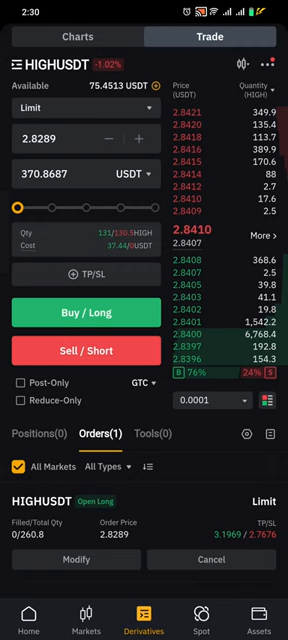 2:30
Charts
Trade
HIGHUSDT -1.02%
Available 75.4513 USDT
Limit
2.8289
370.8687 USDT
Qty 131/130.5HIGH
Cost 37.44/0USDT
TP/SL
Buy / Long
Sell / Short
Post-Only GTC
Reduce-Only
Price (USDT) Quantity (HIGH)
2.8421 349.9
2.8420 135.4
2.8418 113.7
2.8416 389.9
2.8415 170.6
2.8414 88
2.8412 2.7
2.8410 17.6
2.8409 2.5
2.8410
2.8407
More >
2.8408 368.6
2.8407 2.5
2.8405 39.8
2.8403 41.1
2.8402 19.8
2.8401 1,542.2
2.8400 6,768.4
2.8397 192.8
2.8396 154.3
B 76% 24% S
0.0001
Positions(0) Orders(1) Tools(0)
All Markets All Types
HIGHUSDT Open Long Limit
Filled/Total Qty Order Price TP/SL
0/260.8 2.8289 3.1969 / 2.7676
Modify Cancel
Home Markets Derivatives Spot Assets